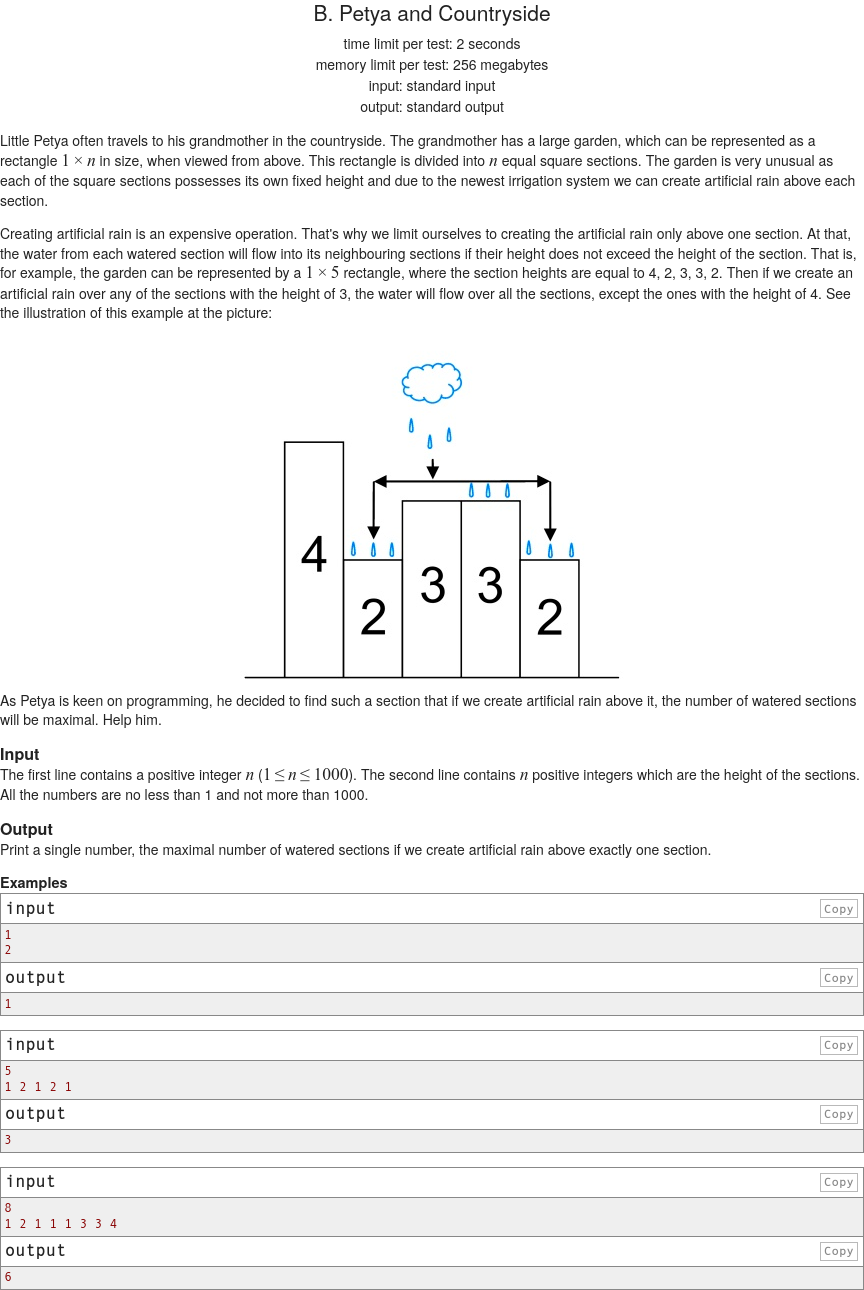 B. Petya and Countryside
time limit per test: 2 seconds
memory limit per test: 256 megabytes
input: standard input
output: standard output
Little Petya often travels to his grandmother in the countryside. The grandmother has a large garden, which can be represented as a
rectangle 1 × n in size, when viewed from above. This rectangle is divided into n equal square sections. The garden is very unusual as
each of the square sections possesses its own fixed height and due to the newest irrigation system we can create artificial rain above each
section.
Creating artificial rain is an expensive operation. That's why we limit ourselves to creating the artificial rain only above one section. At that,
the water from each watered section will flow into its neighbouring sections if their height does not exceed the height of the section. That is,
for example, the garden can be represented by a 1 × 5 rectangle, where the section heights are equal to 4, 2, 3, 3, 2. Then if we create an
artificial rain over any of the sections with the height of 3, the water will flow over all the sections, except the ones with the height of 4. See
the illustration of this example at the picture:
4 2 3 3 2
As Petya is keen on programming, he decided to find such a section that if we create artificial rain above it, the number of watered sections
will be maximal. Help him.
Input
The first line contains a positive integer n (1 ≤ n ≤ 1000). The second line contains n positive integers which are the height of the sections.
All the numbers are no less than 1 and not more than 1000.
Output
Print a single number, the maximal number of watered sections if we create artificial rain above exactly one section.
Examples
input Copy
1
2
output Copy
1
input Copy
5
1 2 1 2 1
output Copy
3
input Copy
8
1 2 1 1 1 3 3 4
output Copy
6